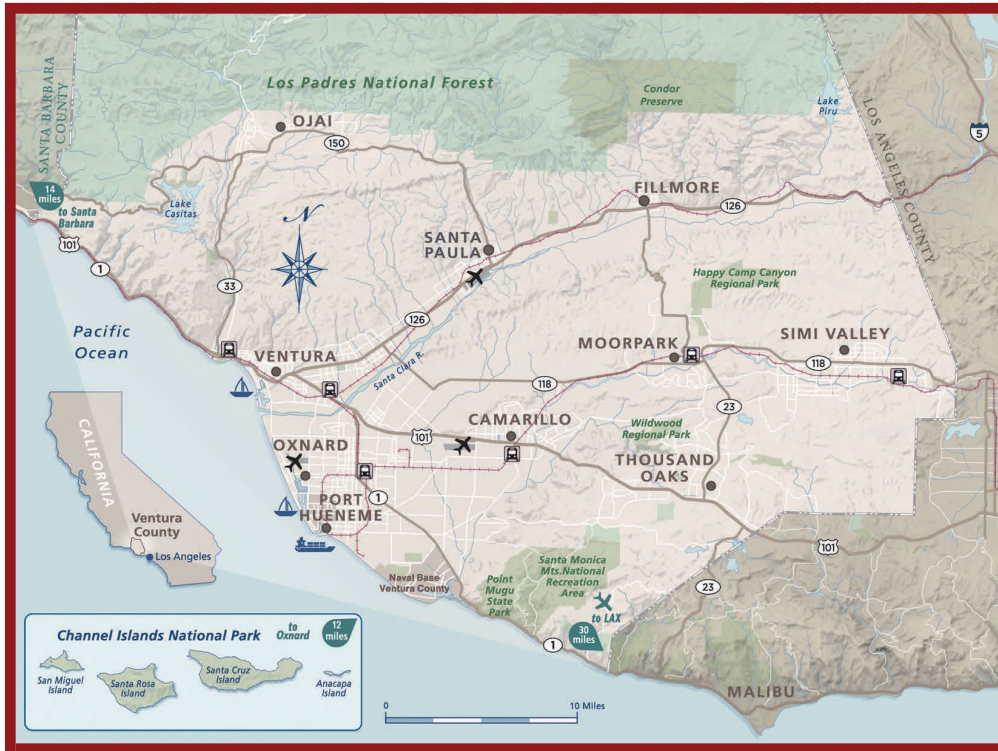 Los Padres National Forest
Condor
Preserve
Lake
Piru
SANTA BARBARA
COUNTY
LOS ANGELES COUNTY
5
OJAI
150
14
miles
to Santa
Barbara
Lake
Casitas
FILLMORE
126
N
SANTA
PAULA
101
1
33
Happy Camp Canyon
Regional Park
126
Pacific
Ocean
SIMI VALLEY
MOORPARK
VENTURA
Santa Clara R.
118
118
23
CALIFORNIA
CAMARILLO
Wildwood
Regional Park
101
OXNARD
THOUSAND
OAKS
PORT
HUENEME
1
Ventura
County
Los Angeles
101
Santa Monica
Mts.National
Recreation
Area
Naval Base
Ventura County
Point
Mugu
State
Park
23
to LAX
30
miles
1
Channel Islands National Park
to
Oxnard
12
miles
San Miguel
Island
Santa Rosa
Island
Santa Cruz
Island
Anacapa
Island
MALIBU
0
10 Miles